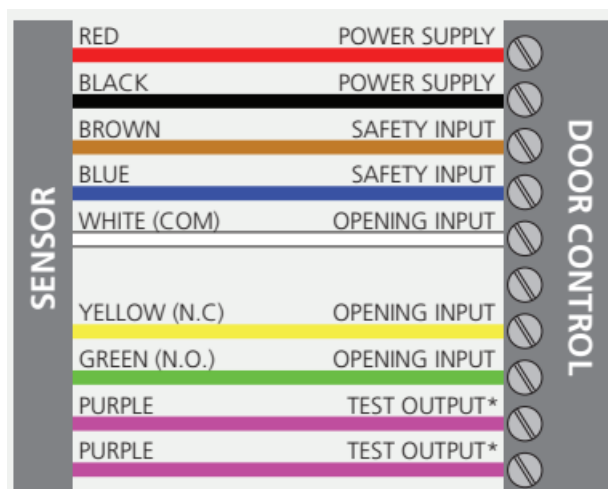 RED POWER SUPPLY
BLACK POWER SUPPLY
BROWN SAFETY INPUT
BLUE SAFETY INPUT
WHITE (COM) OPENING INPUT
YELLOW (N.C) OPENING INPUT
GREEN (N.O.) OPENING INPUT
PURPLE TEST OUTPUT*
PURPLE TEST OUTPUT*
SENSOR
DOOR CONTROL